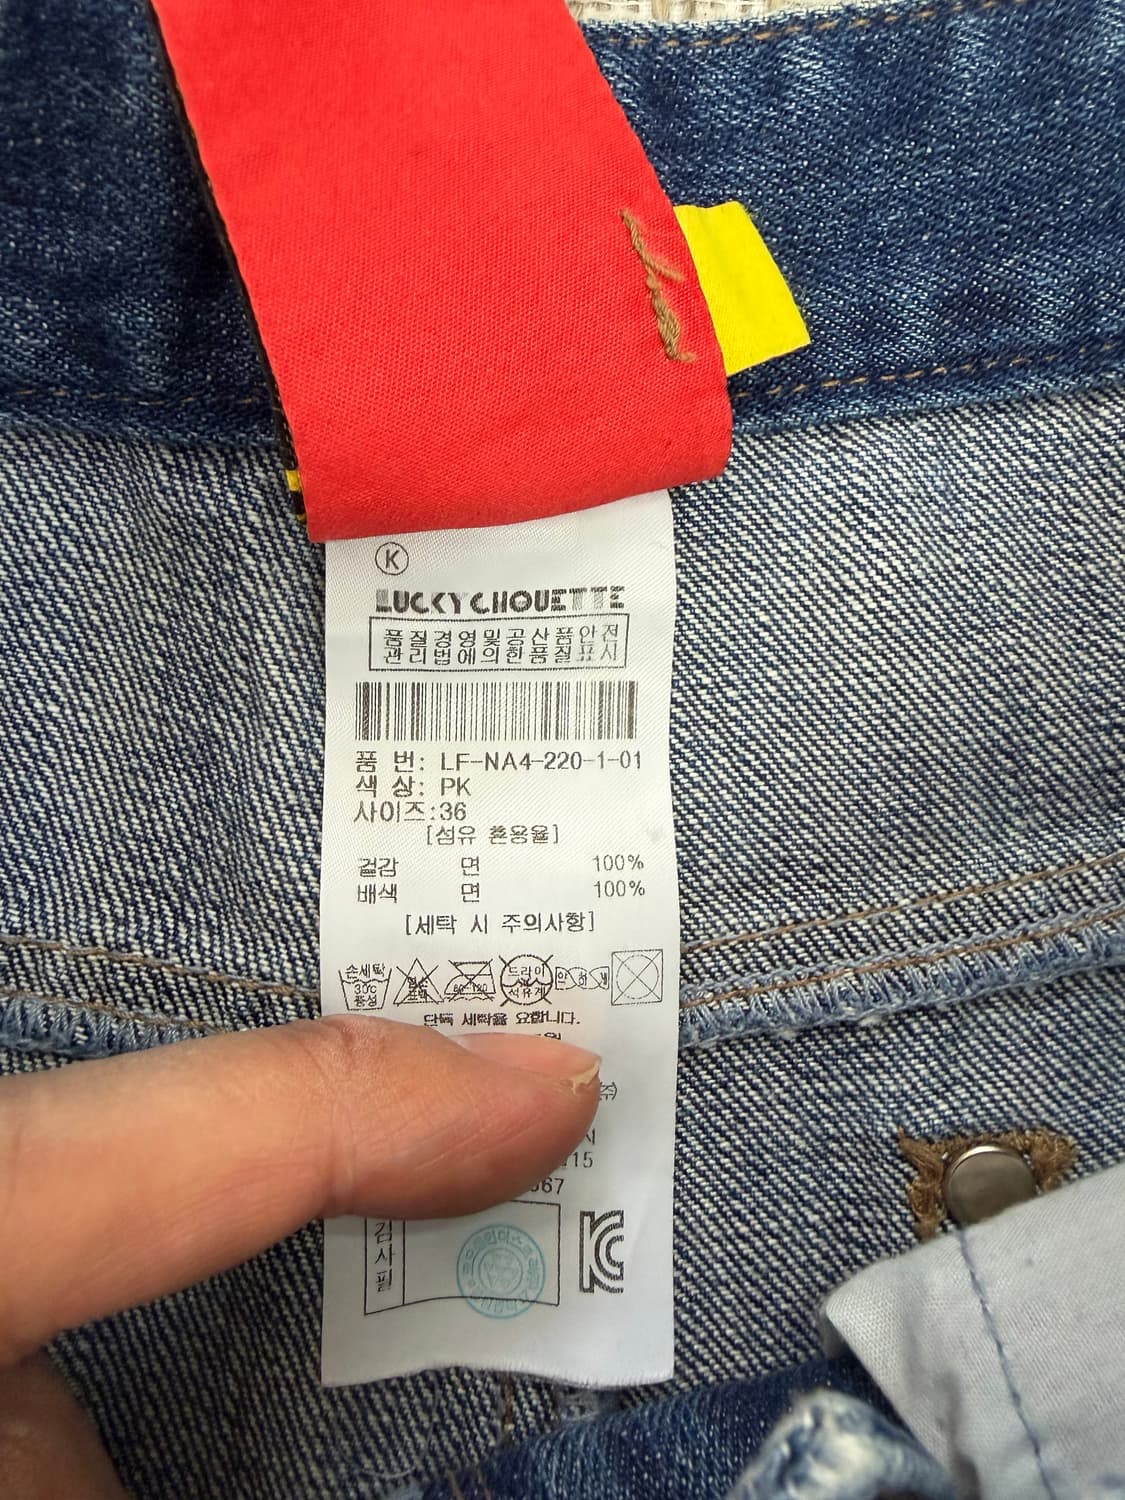 K
LUCKYCHOUETTE
품질경영및공산품안전
관리법에의한품질표시
품 번: LF-NA4-220-1-01
색 상: PK
사이즈:36
[섬유 혼용율]
겉감 면 100%
배색 면 100%
[세탁 시 주의사항]
손세탁 30℃ 중성
드라이 석유계
단독 세탁을 요합니다.
(주)
15
067
검사필